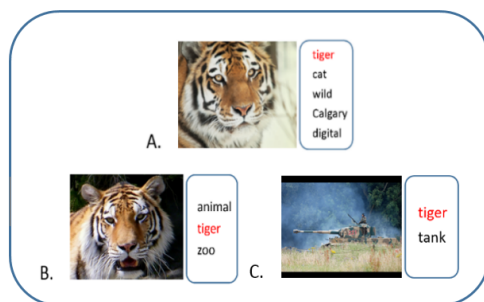 A.
tiger
cat
wild
Calgary
digital
B.
animal
tiger
zoo
C.
tiger
tank